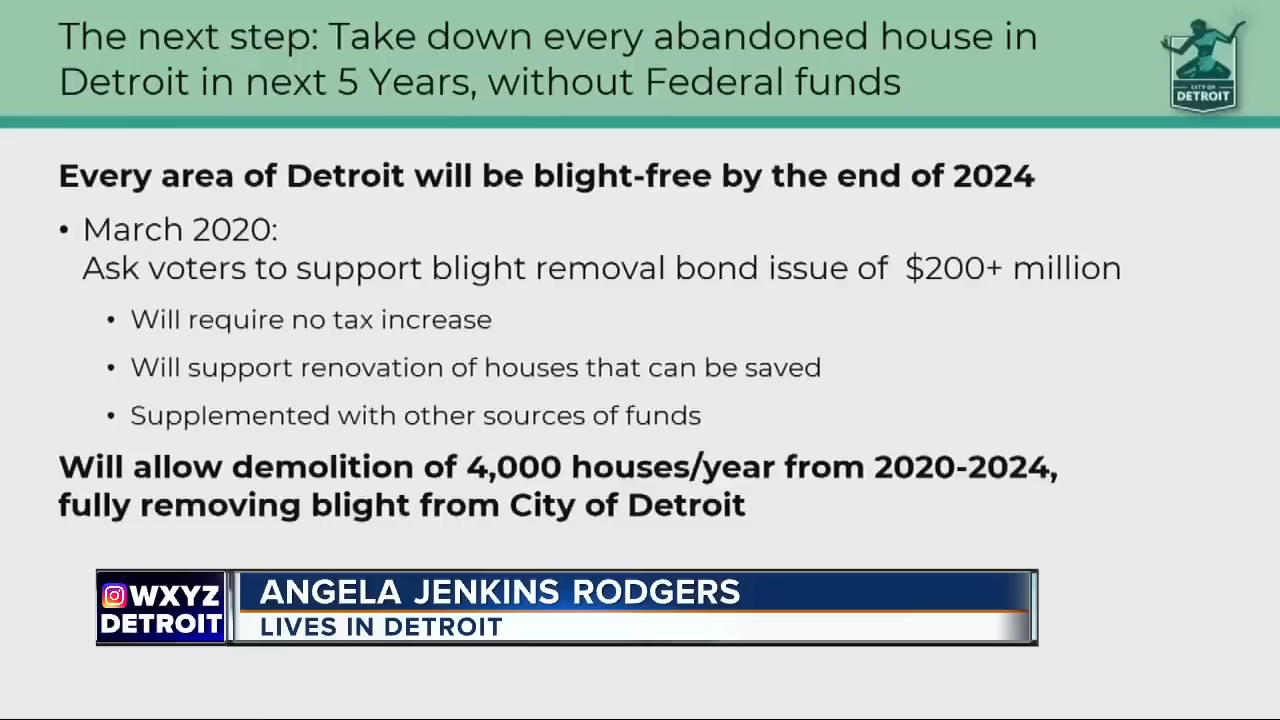 The next step: Take down every abandoned house in
Detroit in next 5 Years, without Federal funds
CITY OF
DETROIT
Every area of Detroit will be blight-free by the end of 2024
• March 2020:
Ask voters to support blight removal bond issue of $200+ million
• Will require no tax increase
• Will support renovation of houses that can be saved
• Supplemented with other sources of funds
Will allow demolition of 4,000 houses/year from 2020-2024,
fully removing blight from City of Detroit
WXYZ
DETROIT
ANGELA JENKINS RODGERS
LIVES IN DETROIT